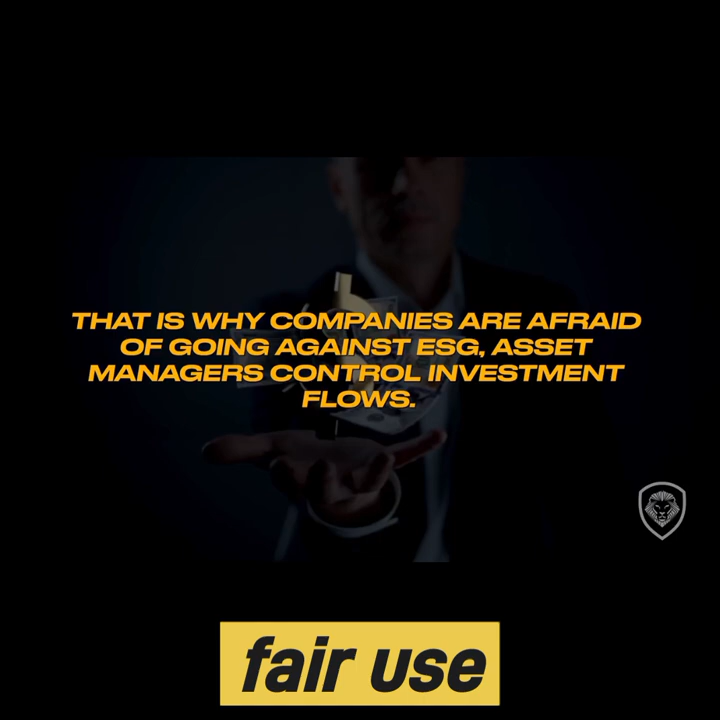 THAT IS WHY COMPANIES ARE AFRAID
OF GOING AGAINST ESG, ASSET
MANAGERS CONTROL INVESTMENT
FLOWS.
fair use